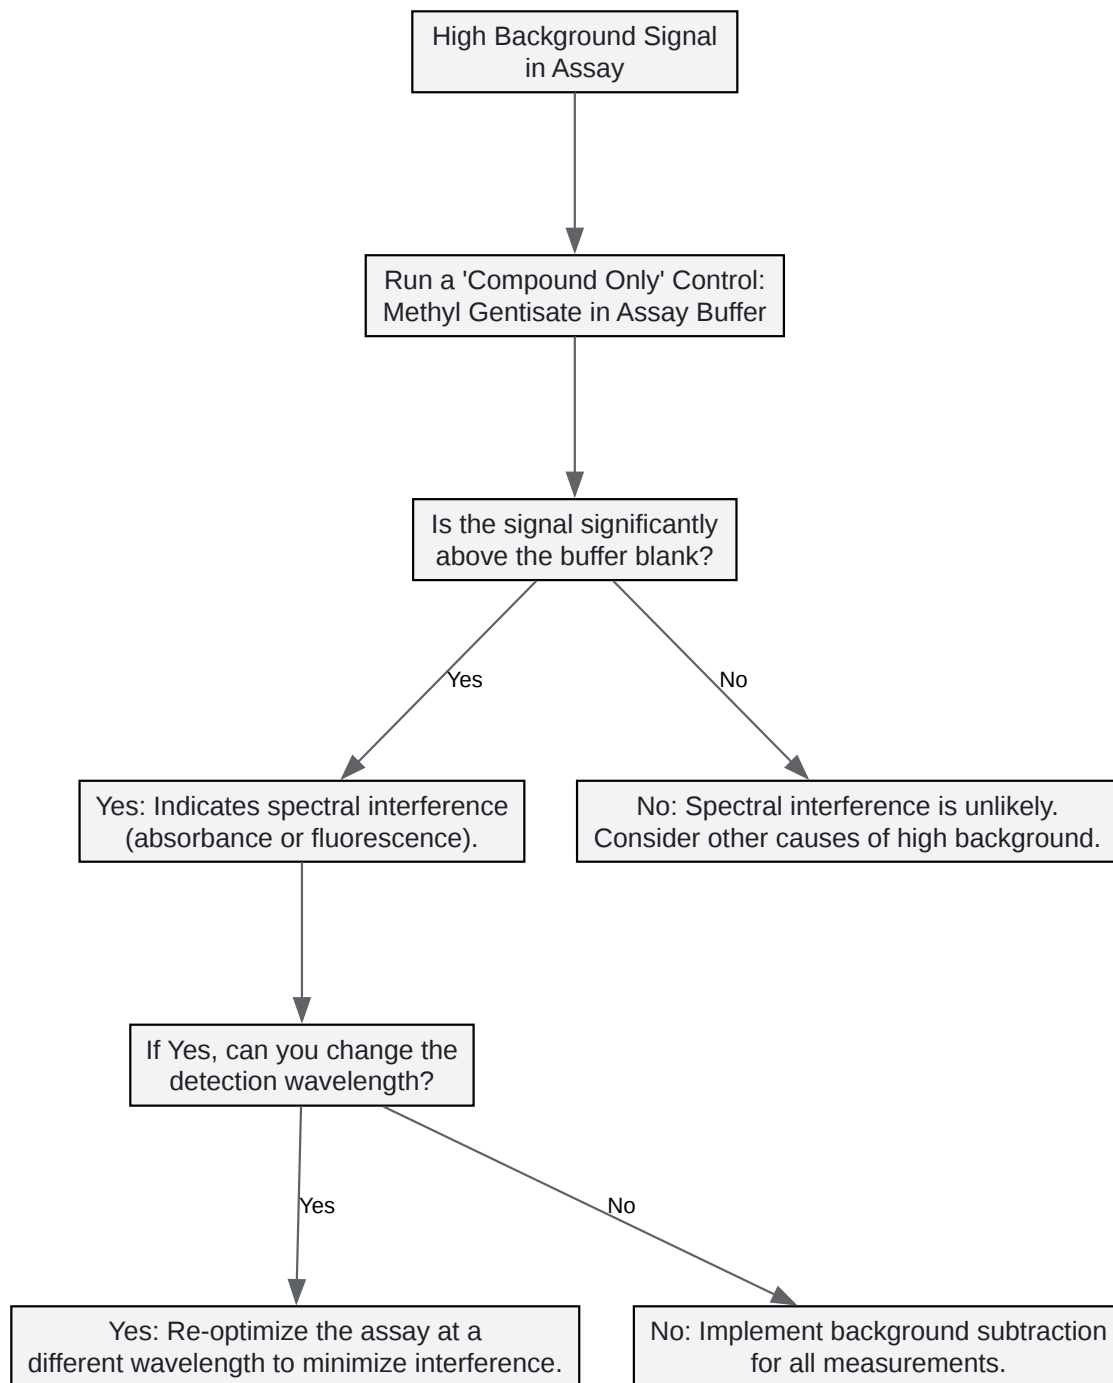 High Background Signal
in Assay
Run a 'Compound Only' Control:
Methyl Gentisate in Assay Buffer
Is the signal significantly
above the buffer blank?
Yes
No
Yes: Indicates spectral interference
(absorbance or fluorescence).
No: Spectral interference is unlikely.
Consider other causes of high background.
If Yes, can you change the
detection wavelength?
Yes
No
Yes: Re-optimize the assay at a
different wavelength to minimize interference.
No: Implement background subtraction
for all measurements.